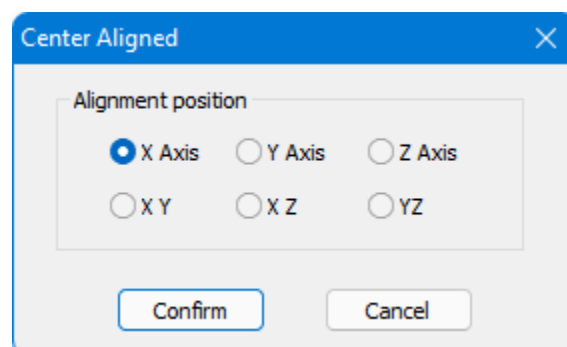 Center Aligned
Alignment position
X Axis Y Axis Z Axis
X Y X Z YZ
Confirm Cancel